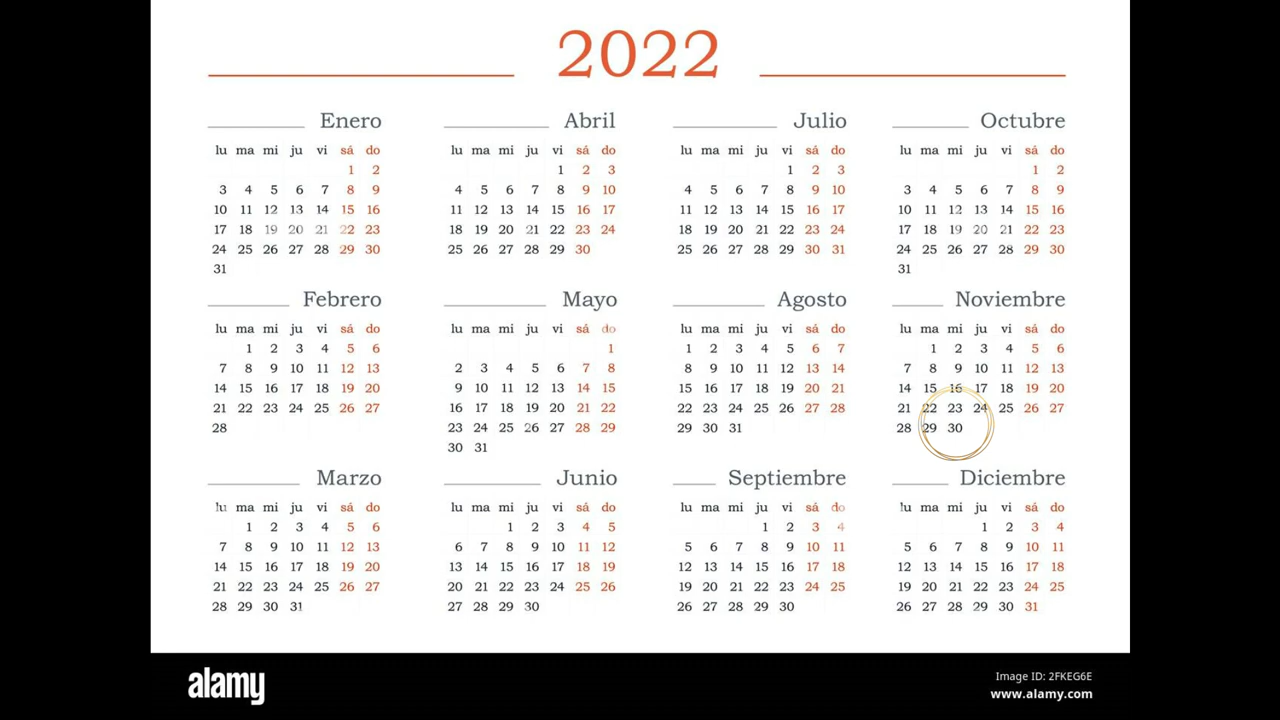 2022
Enero
lu ma mi ju vi sá do
1 2
3 4 5 6 7 8 9
10 11 12 13 14 15 16
17 18 19 20 21 22 23
24 25 26 27 28 29 30
31
Febrero
lu ma mi ju vi sá do
1 2 3 4 5 6
7 8 9 10 11 12 13
14 15 16 17 18 19 20
21 22 23 24 25 26 27
28
Marzo
lu ma mi ju vi sá do
1 2 3 4 5 6
7 8 9 10 11 12 13
14 15 16 17 18 19 20
21 22 23 24 25 26 27
28 29 30 31
Abril
lu ma mi ju vi sá do
1 2 3
4 5 6 7 8 9 10
11 12 13 14 15 16 17
18 19 20 21 22 23 24
25 26 27 28 29 30
Mayo
lu ma mi ju vi sá do
1
2 3 4 5 6 7 8
9 10 11 12 13 14 15
16 17 18 19 20 21 22
23 24 25 26 27 28 29
30 31
Junio
lu ma mi ju vi sá do
1 2 3 4 5
6 7 8 9 10 11 12
13 14 15 16 17 18 19
20 21 22 23 24 25 26
27 28 29 30
Julio
lu ma mi ju vi sá do
1 2 3
4 5 6 7 8 9 10
11 12 13 14 15 16 17
18 19 20 21 22 23 24
25 26 27 28 29 30 31
Agosto
lu ma mi ju vi sá do
1 2 3 4 5 6 7
8 9 10 11 12 13 14
15 16 17 18 19 20 21
22 23 24 25 26 27 28
29 30 31
Septiembre
lu ma mi ju vi sá do
1 2 3 4
5 6 7 8 9 10 11
12 13 14 15 16 17 18
19 20 21 22 23 24 25
26 27 28 29 30
Octubre
lu ma mi ju vi sá do
1 2
3 4 5 6 7 8 9
10 11 12 13 14 15 16
17 18 19 20 21 22 23
24 25 26 27 28 29 30
31
Noviembre
lu ma mi ju vi sá do
1 2 3 4 5 6
7 8 9 10 11 12 13
14 15 16 17 18 19 20
21 22 23 24 25 26 27
28 29 30
Diciembre
lu ma mi ju vi sá do
1 2 3 4
5 6 7 8 9 10 11
12 13 14 15 16 17 18
19 20 21 22 23 24 25
26 27 28 29 30 31
alamy
Image ID: 2FKEG6E
www.alamy.com